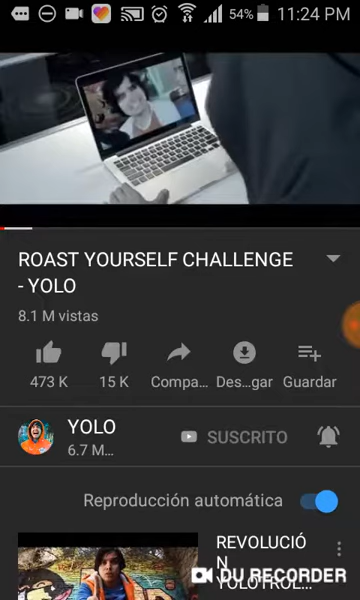 54% 11:24 PM
ROAST YOURSELF CHALLENGE
- YOLO
8.1 M vistas
473 K 15 K Compa... Des...gar Guardar
YOLO
6.7 M...
SUSCRITO
Reproducción automática
REVOLUCIÓ
N
YOLOTROL...
DU RECORDER